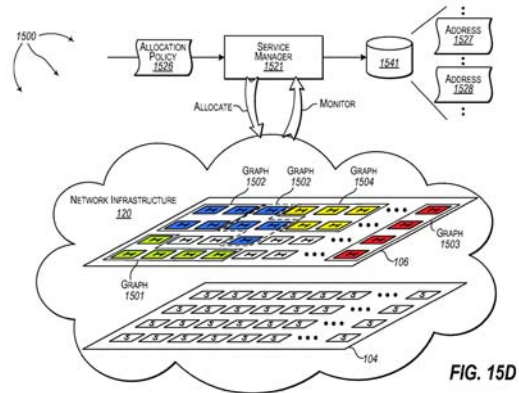 1500
ALLOCATION
POLICY
1526
SERVICE
MANAGER
1521
1541
ADDRESS
1527
ADDRESS
1528
ALLOCATE
MONITOR
GRAPH
1502
GRAPH
1502
GRAPH
1504
NETWORK INFRASTRUCTURE
120
GRAPH
1503
106
GRAPH
1501
S S S S S S S S
S S S S S S S S
S S S S S S S S
S S S S S S S S
104
FIG. 15D